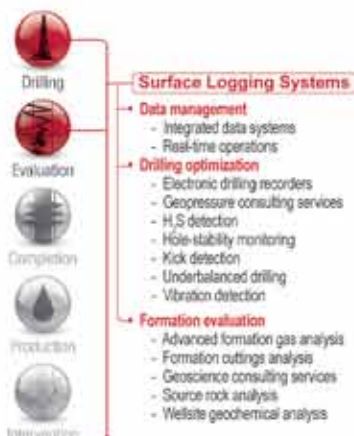 Drilling
Evaluation
Completion
Production
Intervention
Surface Logging Systems
• Data management
- Integrated data systems
- Real-time operations
• Drilling optimization
- Electronic drilling recorders
- Geopressure consulting services
- H₂S detection
- Hole-stability monitoring
- Kick detection
- Underbalanced drilling
- Vibration detection
• Formation evaluation
- Advanced formation gas analysis
- Formation cuttings analysis
- Geoscience consulting services
- Source rock analysis
- Wellsite geochemical analysis